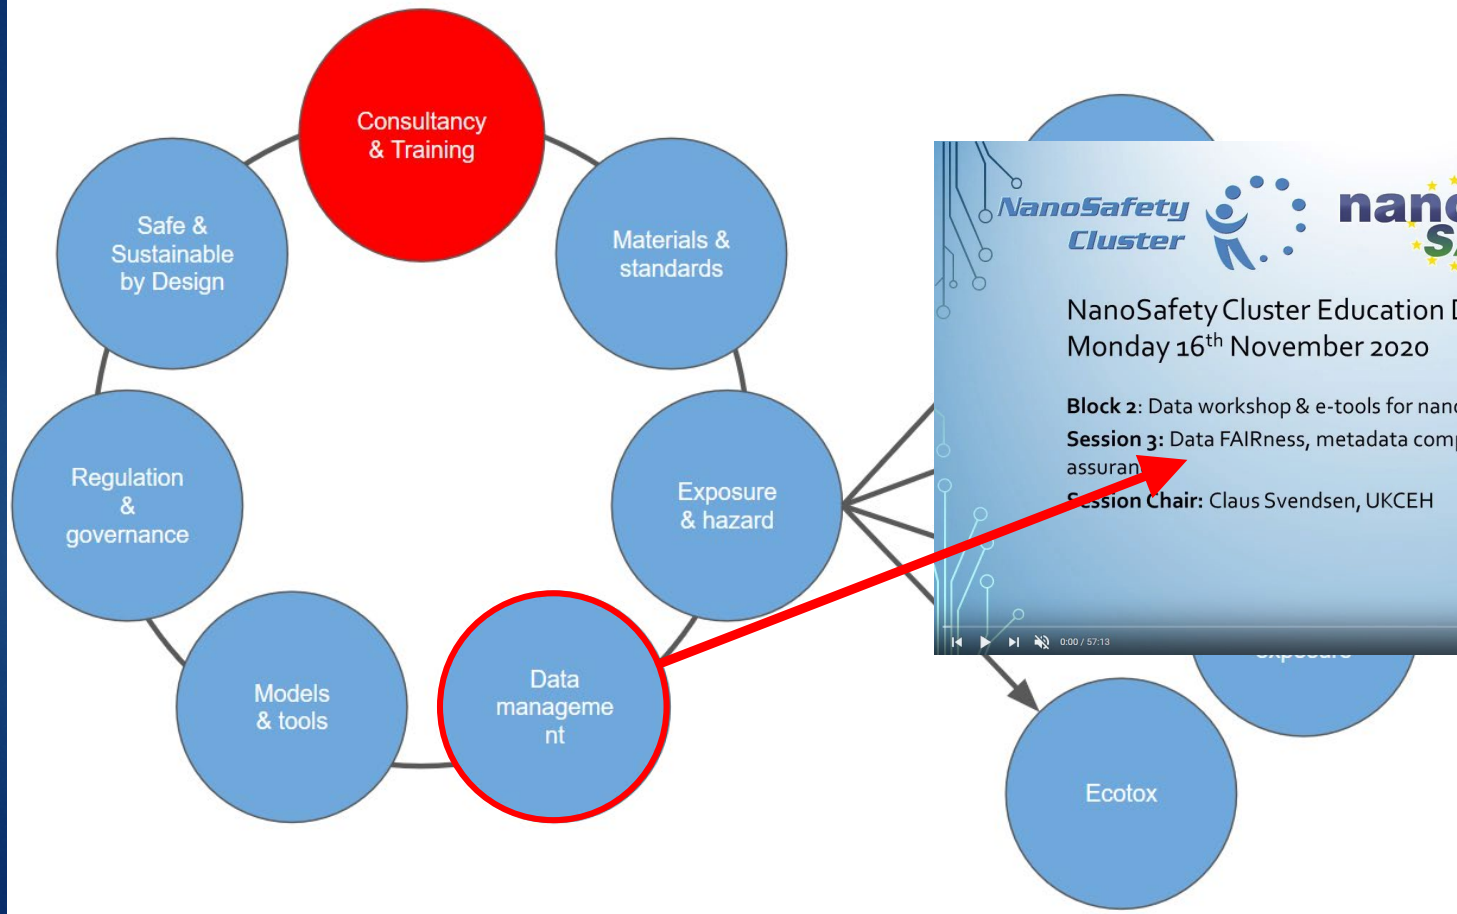 Consultancy
& Training
Safe &
Sustainable
by Design
Materials &
standards
Regulation
&
governance
Exposure
& hazard
Models
& tools
Data
manageme
nt
NanoSafety
Cluster
NanoSafety Cluster Education
Monday 16th November 2020
Block 2: Data workshop & e-tools for
Session 3: Data FAIRness, metadata
Session Chair: Claus Svendsen, UKCEH
0:00 / 57:13
Ecotox